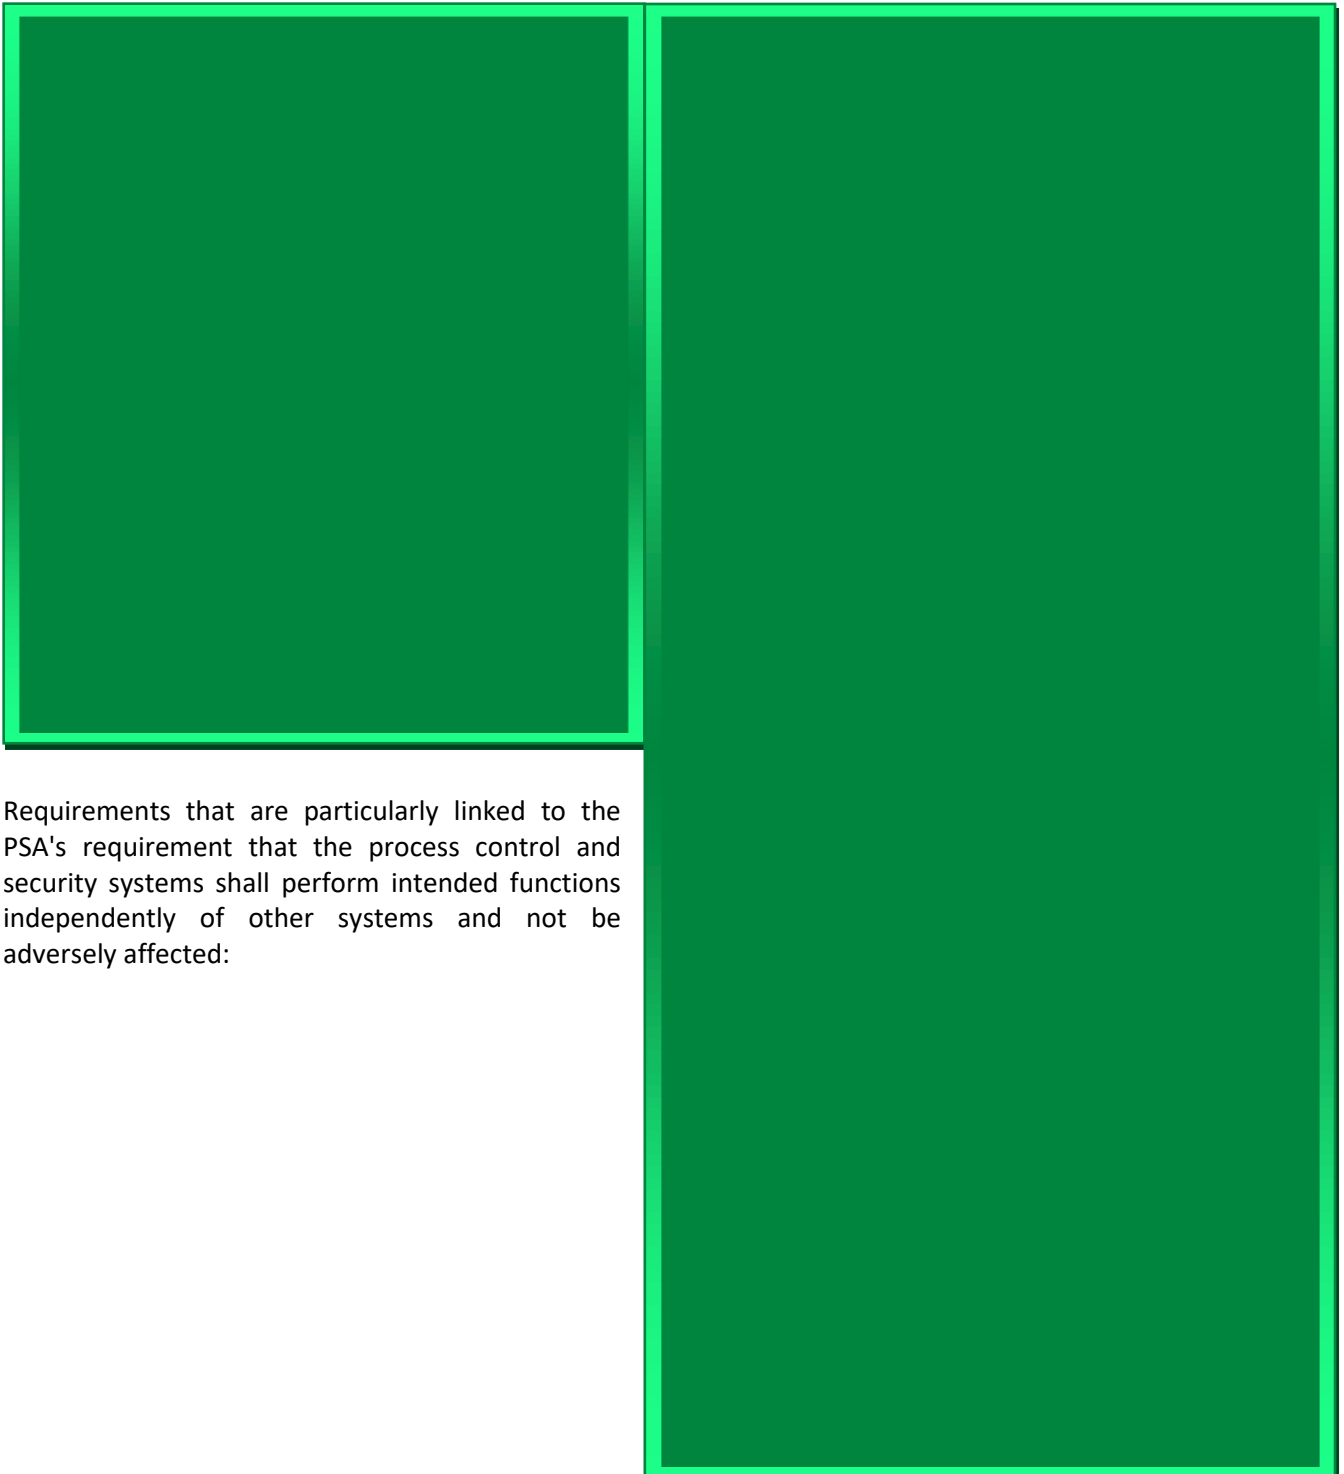 Requirements that are particularly linked to the
PSA's requirement that the process control and
security systems shall perform intended functions
independently of other systems and not be
adversely affected: